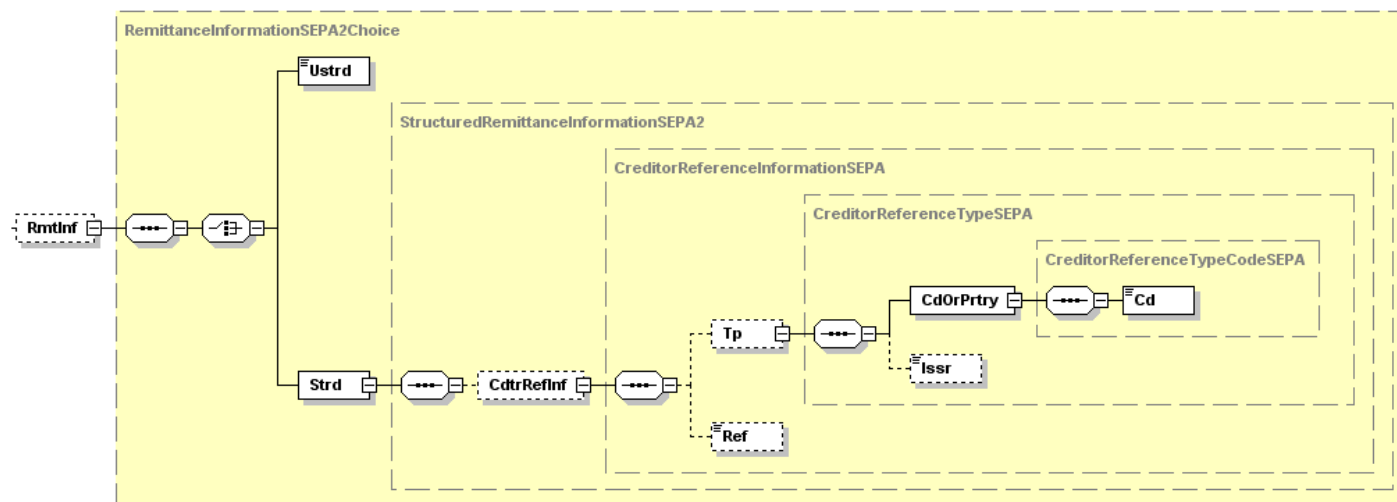 RemittanceInformationSEPA2Choice
Ustrd
StructuredRemittanceInformationSEPA2
CreditorReferenceInformationSEPA
CreditorReferenceTypeSEPA
RmtInf
CreditorReferenceTypeCodeSEPA
CdOrPrtry
Cd
Tp
Issr
Strd
CdtrRefInf
Ref